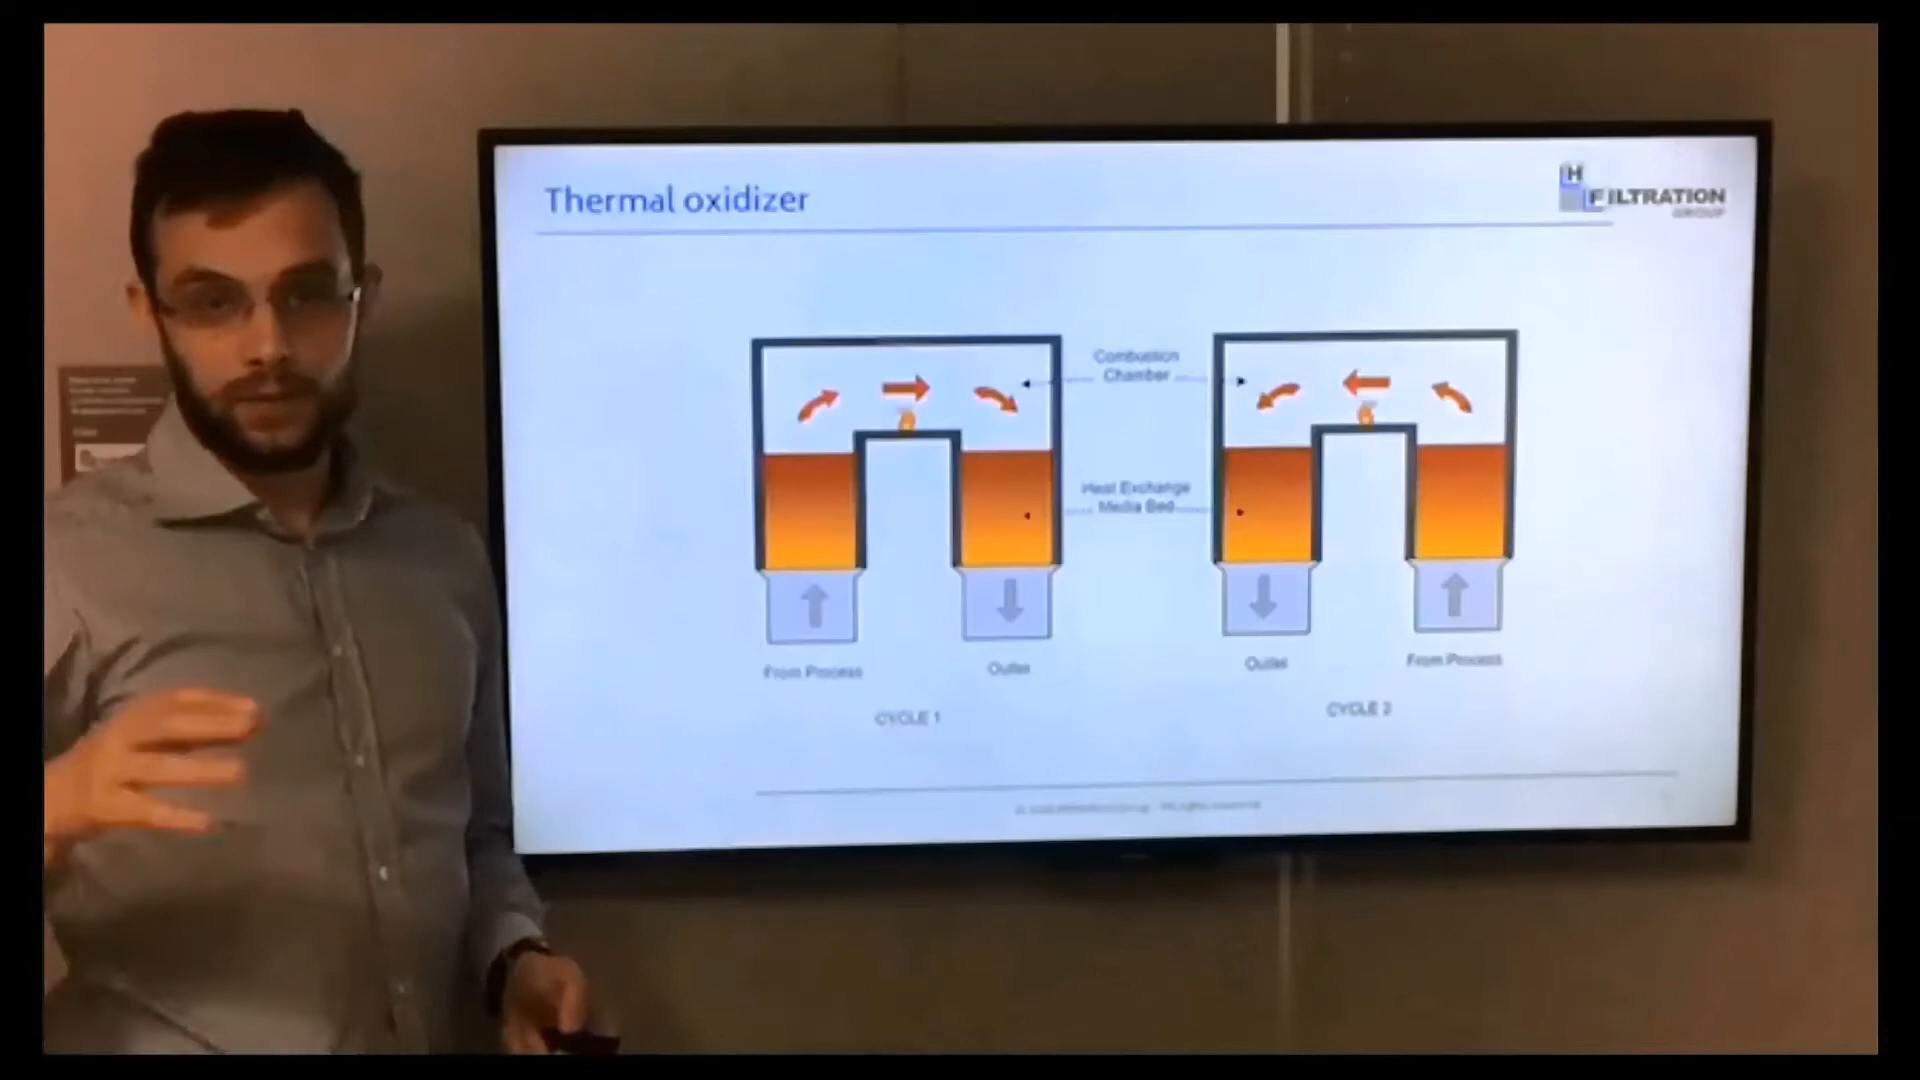 Thermal oxidizer
H
FILTRATION
GROUP
Combustion
Chamber
Heat Exchange
Media Bed
From Process
Outlet
Outlet
From Process
CYCLE 1
CYCLE 2